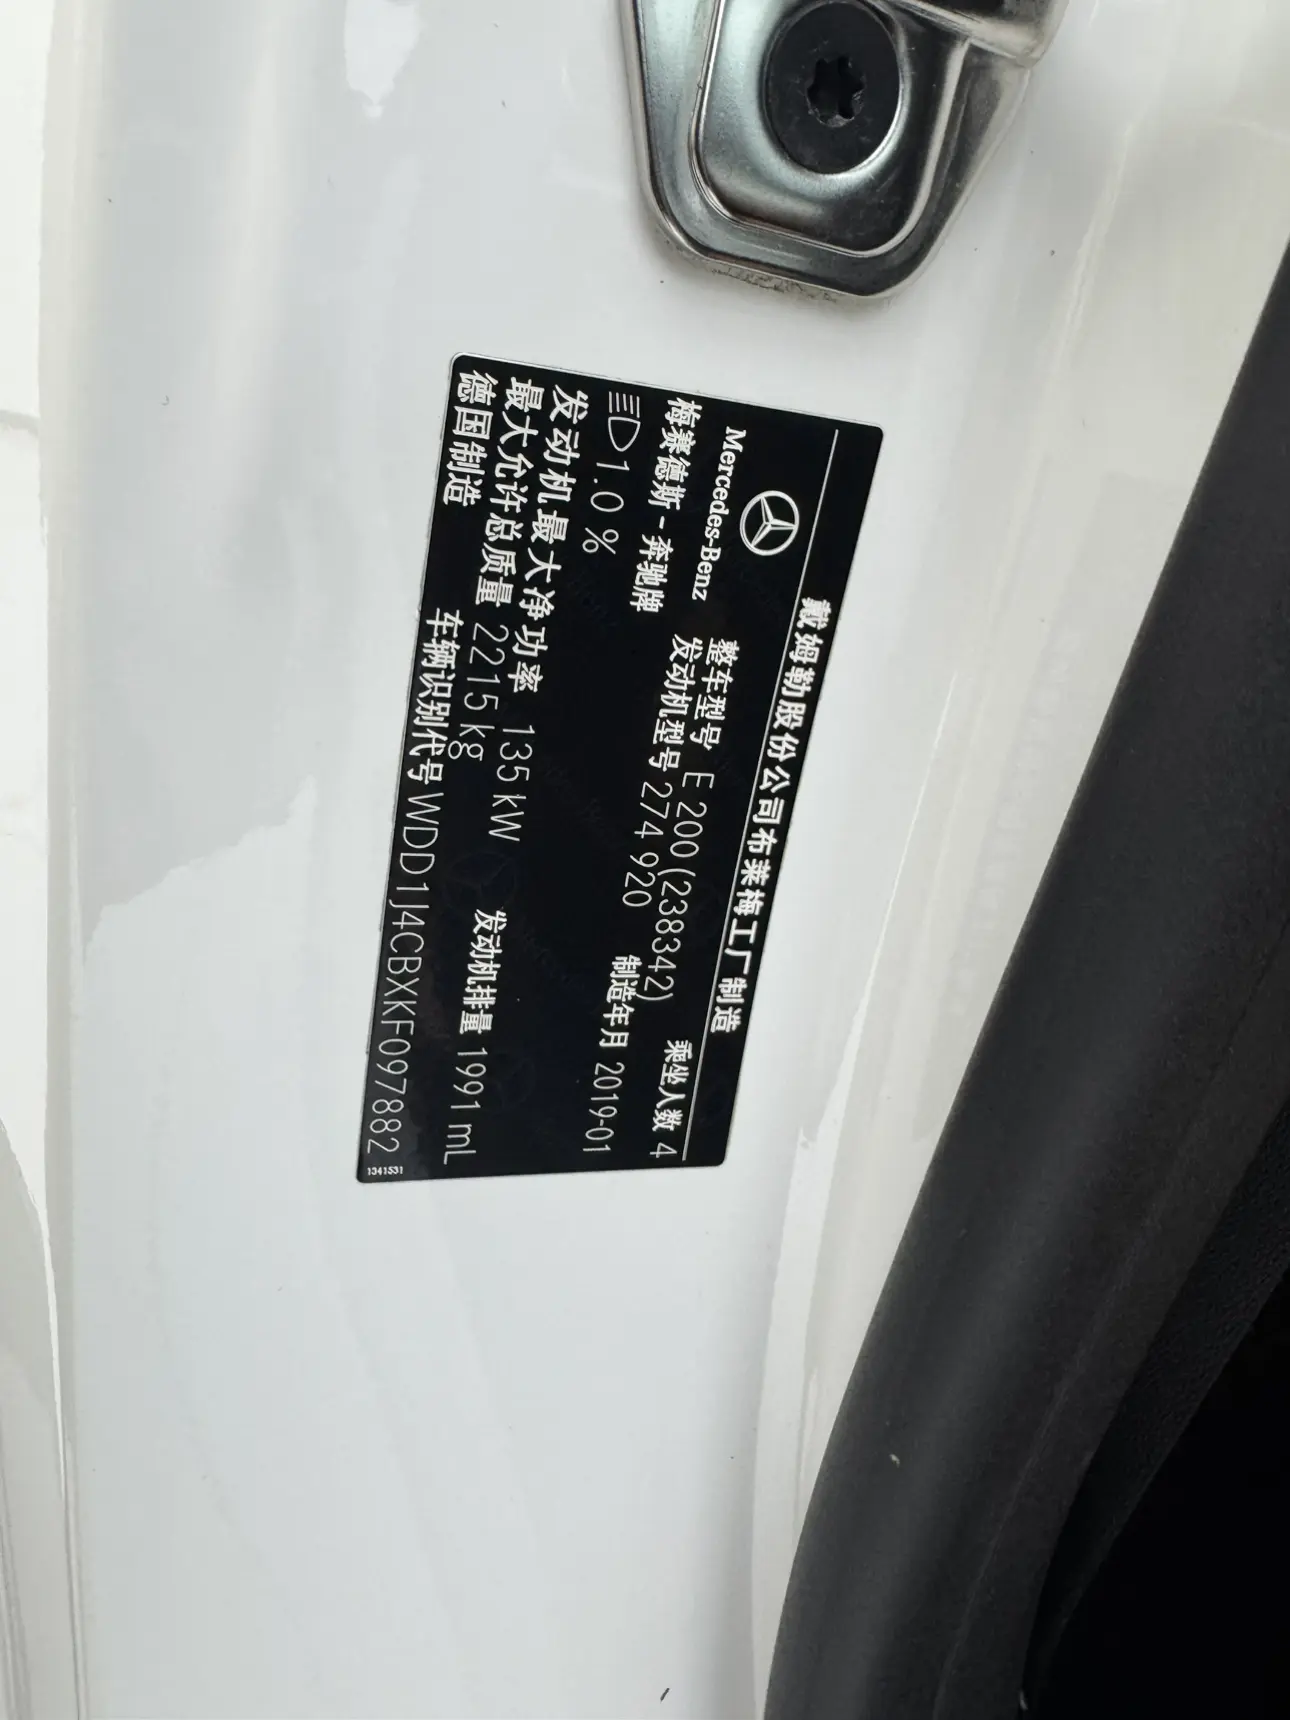 戴姆勒股份公司布莱梅工厂制造
Mercedes-Benz
整车型号 E 200(238342) 乘坐人数 4
梅赛德斯-奔驰牌 发动机型号 274 920 制造年月 2019-01
1.0 %
发动机最大净功率 135 kW 发动机排量 1991 mL
最大允许总质量 2215 kg
德国制造 车辆识别代号 WDD1J4CBXKF097882
1341531